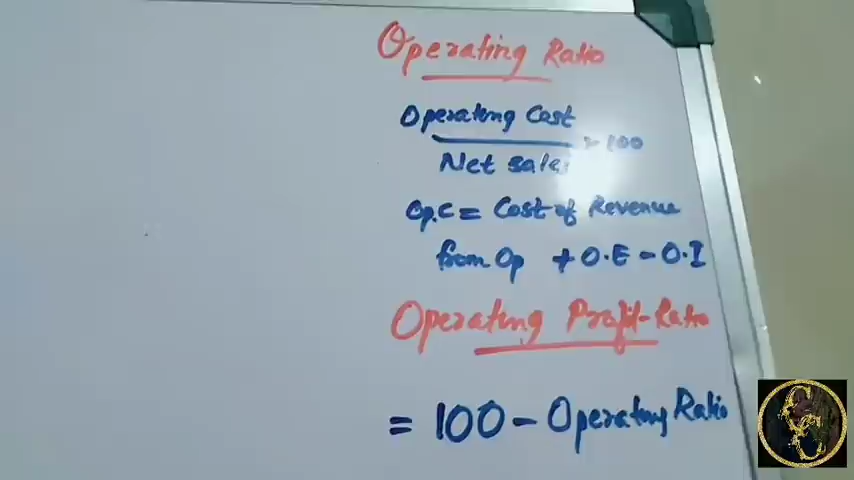 Operating Ratio
Operating Cost
Net sales × 100
Op.C = Cost of Revenue
from Op + O.E - O.I
Operating Profit-Ratio
= 100 - Operating Ratio